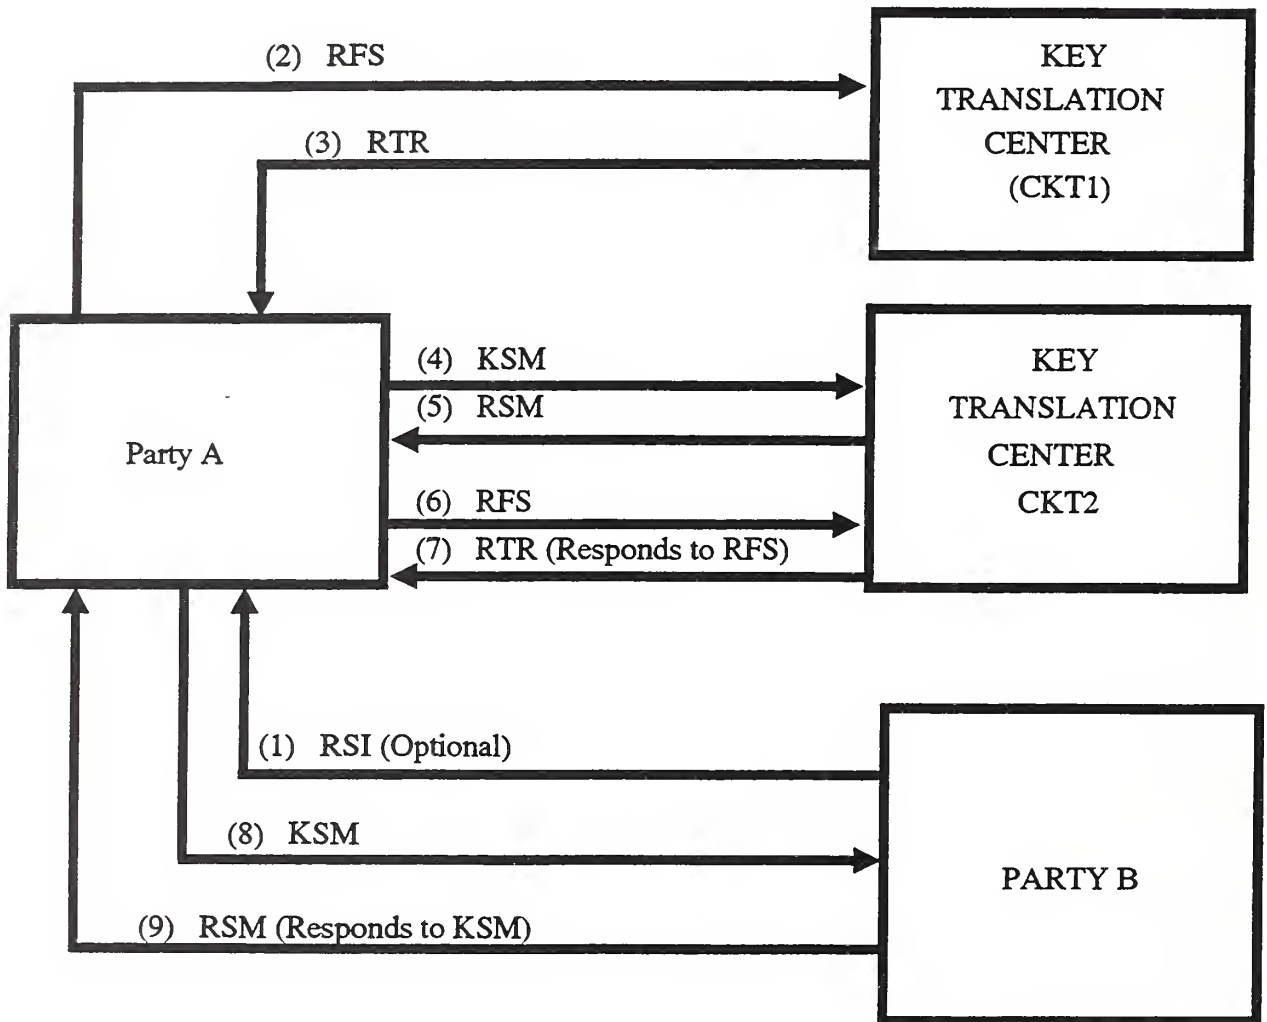 (2) RFS
KEY
TRANSLATION
CENTER
(CKT1)
(3) RTR
Party A
(4) KSM
(5) RSM
(6) RFS
(7) RTR (Responds to RFS)
KEY
TRANSLATION
CENTER
CKT2
(1) RSI (Optional)
(8) KSM
(9) RSM (Responds to KSM)
PARTY B